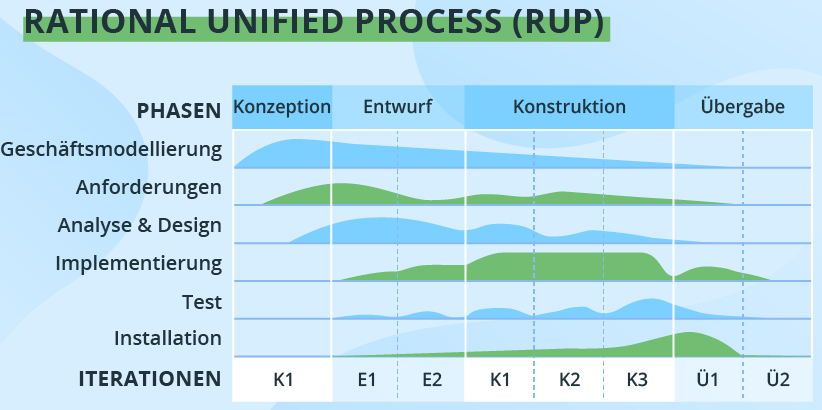 RATIONAL UNIFIED PROCESS (RUP)
PHASEN Konzeption Entwurf Konstruktion Übergabe
Geschäftsmodellierung
Anforderungen
Analyse & Design
Implementierung
Test
Installation
ITERATIONEN K1 E1 E2 K1 K2 K3 Ü1 Ü2